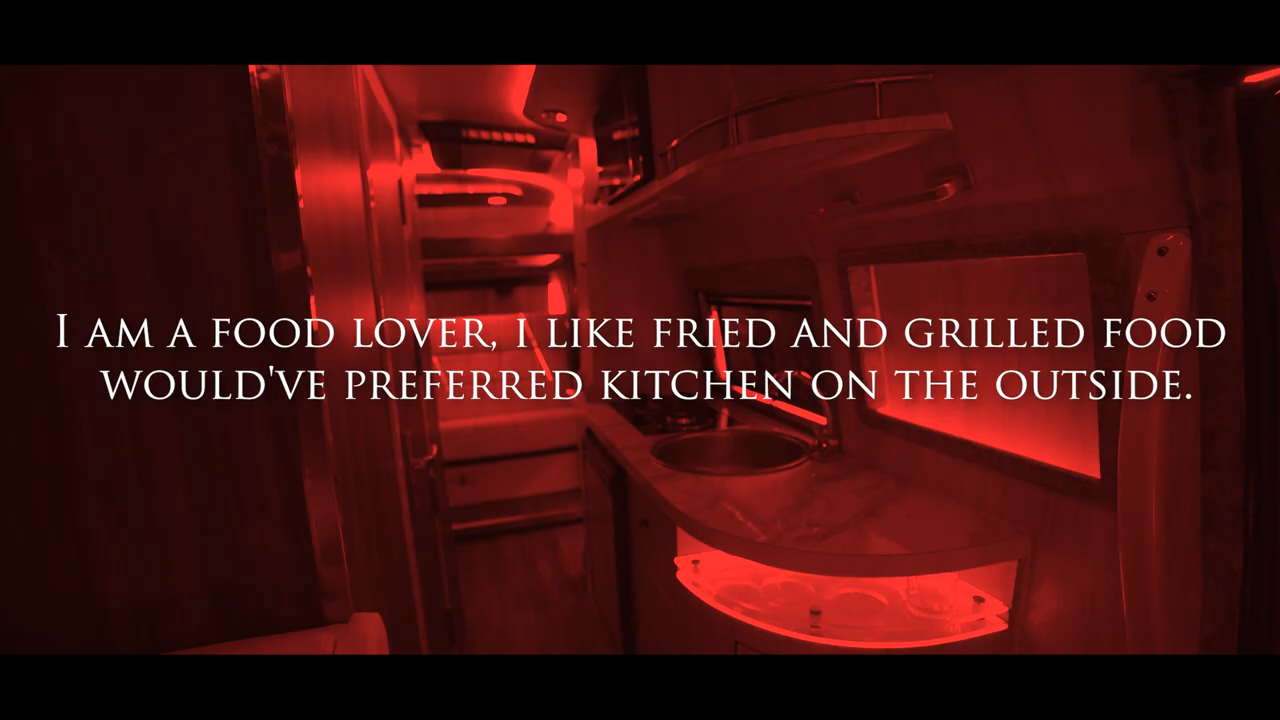 I am a food lover, i like fried and grilled food
would've preferred kitchen on the outside.